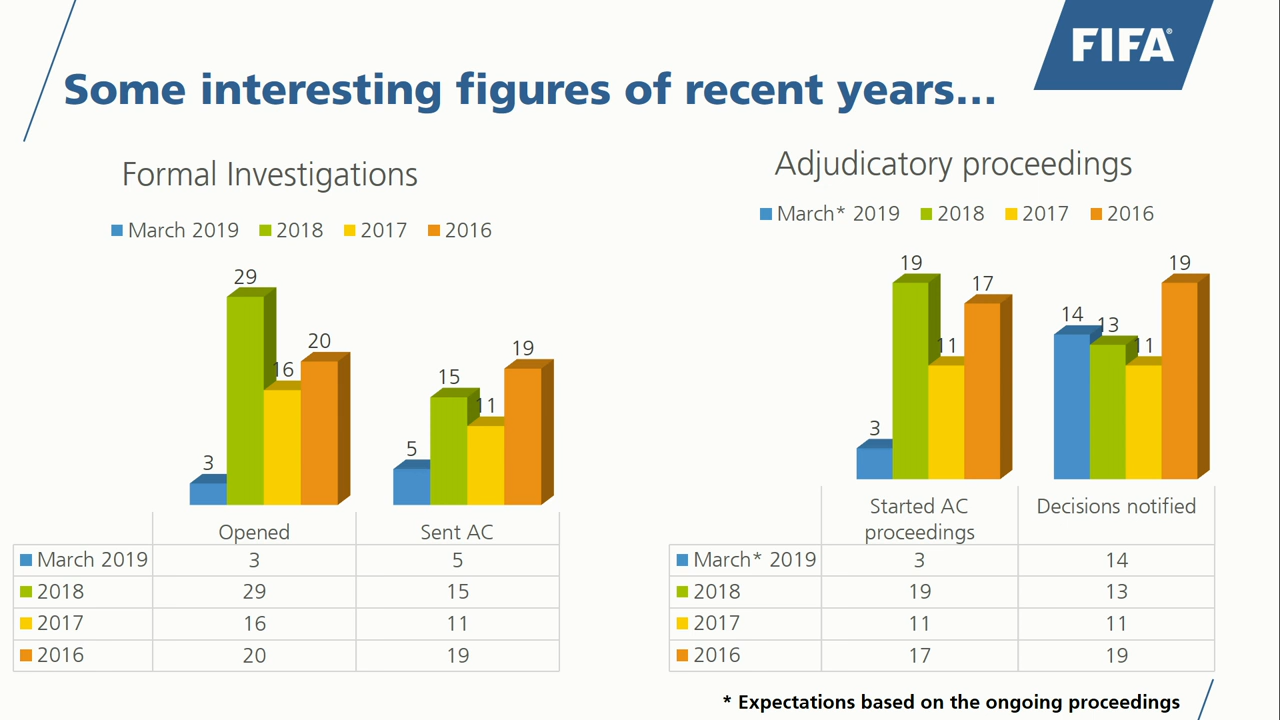 FIFA®
Some interesting figures of recent years...
Formal Investigations
March 2019 2018 2017 2016
29
20
16
3
19
15
11
5
Opened Sent AC
March 2019 3 5
2018 29 15
2017 16 11
2016 20 19
Adjudicatory proceedings
March* 2019 2018 2017 2016
19
17
11
3
19
14
13
11
Started AC Decisions notified
proceedings
March* 2019 3 14
2018 19 13
2017 11 11
2016 17 19
* Expectations based on the ongoing proceedings